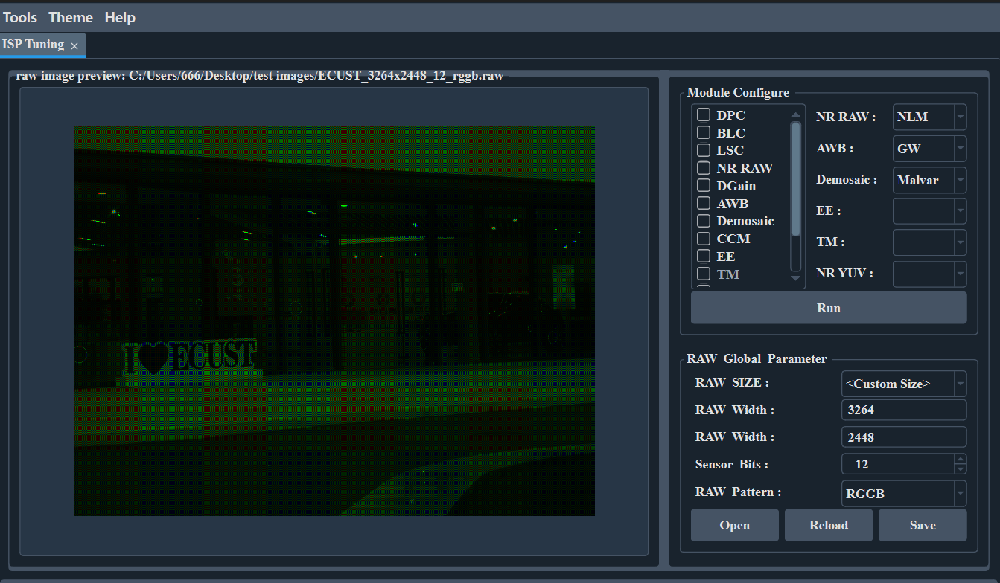 Tools Theme Help
ISP Tuning ×
raw image preview: C:/Users/666/Desktop/test images/ECUST_3264x2448_12_rggb.raw
I ECUST
Module Configure
DPC
BLC
LSC
NR RAW
DGain
AWB
Demosaic
CCM
EE
TM
NR RAW : NLM
AWB : GW
Demosaic : Malvar
EE :
TM :
NR YUV :
Run
RAW Global Parameter
RAW SIZE : <Custom Size>
RAW Width : 3264
RAW Width : 2448
Sensor Bits : 12
RAW Pattern : RGGB
Open Reload Save